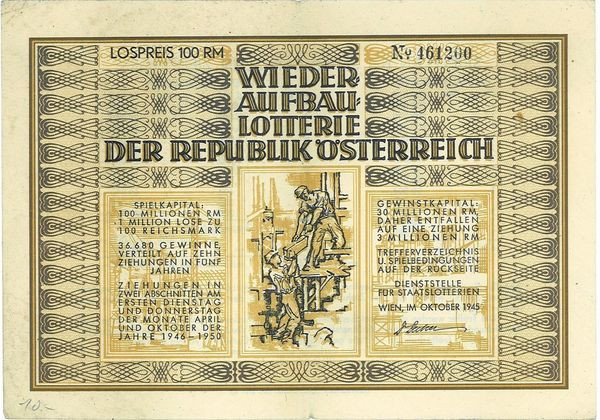 LOSPREIS 100 RM
Nr 461200
WIEDER-
AUFBAU-
LOTTERIE
DER REPUBLIK ÖSTERREICH
SPIELKAPITAL:
100 MILLIONEN RM
1 MILLION LOSE ZU
100 REICHSMARK
36.680 GEWINNE,
VERTEILT AUF ZEHN
ZIEHUNGEN IN FÜNF
JAHREN
ZIEHUNGEN IN
ZWEI ABSCHNITTEN AM
ERSTEN DIENSTAG
UND DONNERSTAG
DER MONATE APRIL
UND OKTOBER DER
JAHRE 1946-1950
GEWINSTKAPITAL:
30 MILLIONEN RM,
DAHER ENTFALLEN
AUF EINE ZIEHUNG
3 MILLIONEN RM
TREFFERVERZEICHNIS
U. SPIELBEDINGUNGEN
AUF DER RÜCKSEITE
DIENSTSTELLE
FÜR STAATSLOTTERIEN
WIEN, IM OKTOBER 1945
10.-